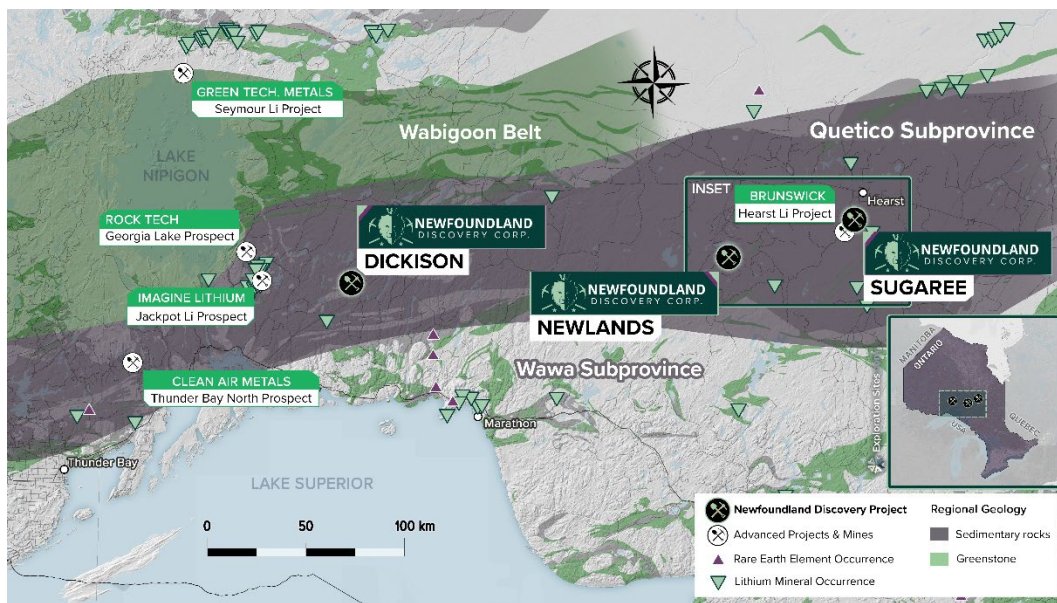 GREEN TECH. METALS
Seymour Li Project
Wabigoon Belt
Quetico Subprovince
LAKE
NIPIGON
INSET
BRUNSWICK
Hearst Li Project
Hearst
ROCK TECH
Georgia Lake Prospect
NEWFOUNDLAND
DISCOVERY CORP.
DICKISON
NEWFOUNDLAND
DISCOVERY CORP.
SUGAREE
IMAGINE LITHIUM
Jackpot Li Prospect
NEWFOUNDLAND
DISCOVERY CORP.
NEWLANDS
CLEAN AIR METALS
Thunder Bay North Prospect
Wawa Subprovince
Marathon
Thunder Bay
LAKE SUPERIOR
0 50 100 km
Exploration Sites
MANITOBA
ONTARIO
QUEBEC
USA
Newfoundland Discovery Project
Advanced Projects & Mines
Rare Earth Element Occurrence
Lithium Mineral Occurrence
Regional Geology
Sedimentary rocks
Greenstone